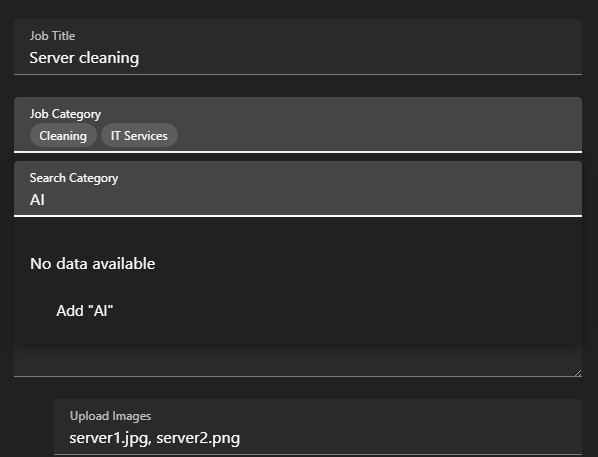 Job Title
Server cleaning
Job Category
Cleaning IT Services
Search Category
AI
No data available
Add "AI"
Upload Images
server1.jpg, server2.png